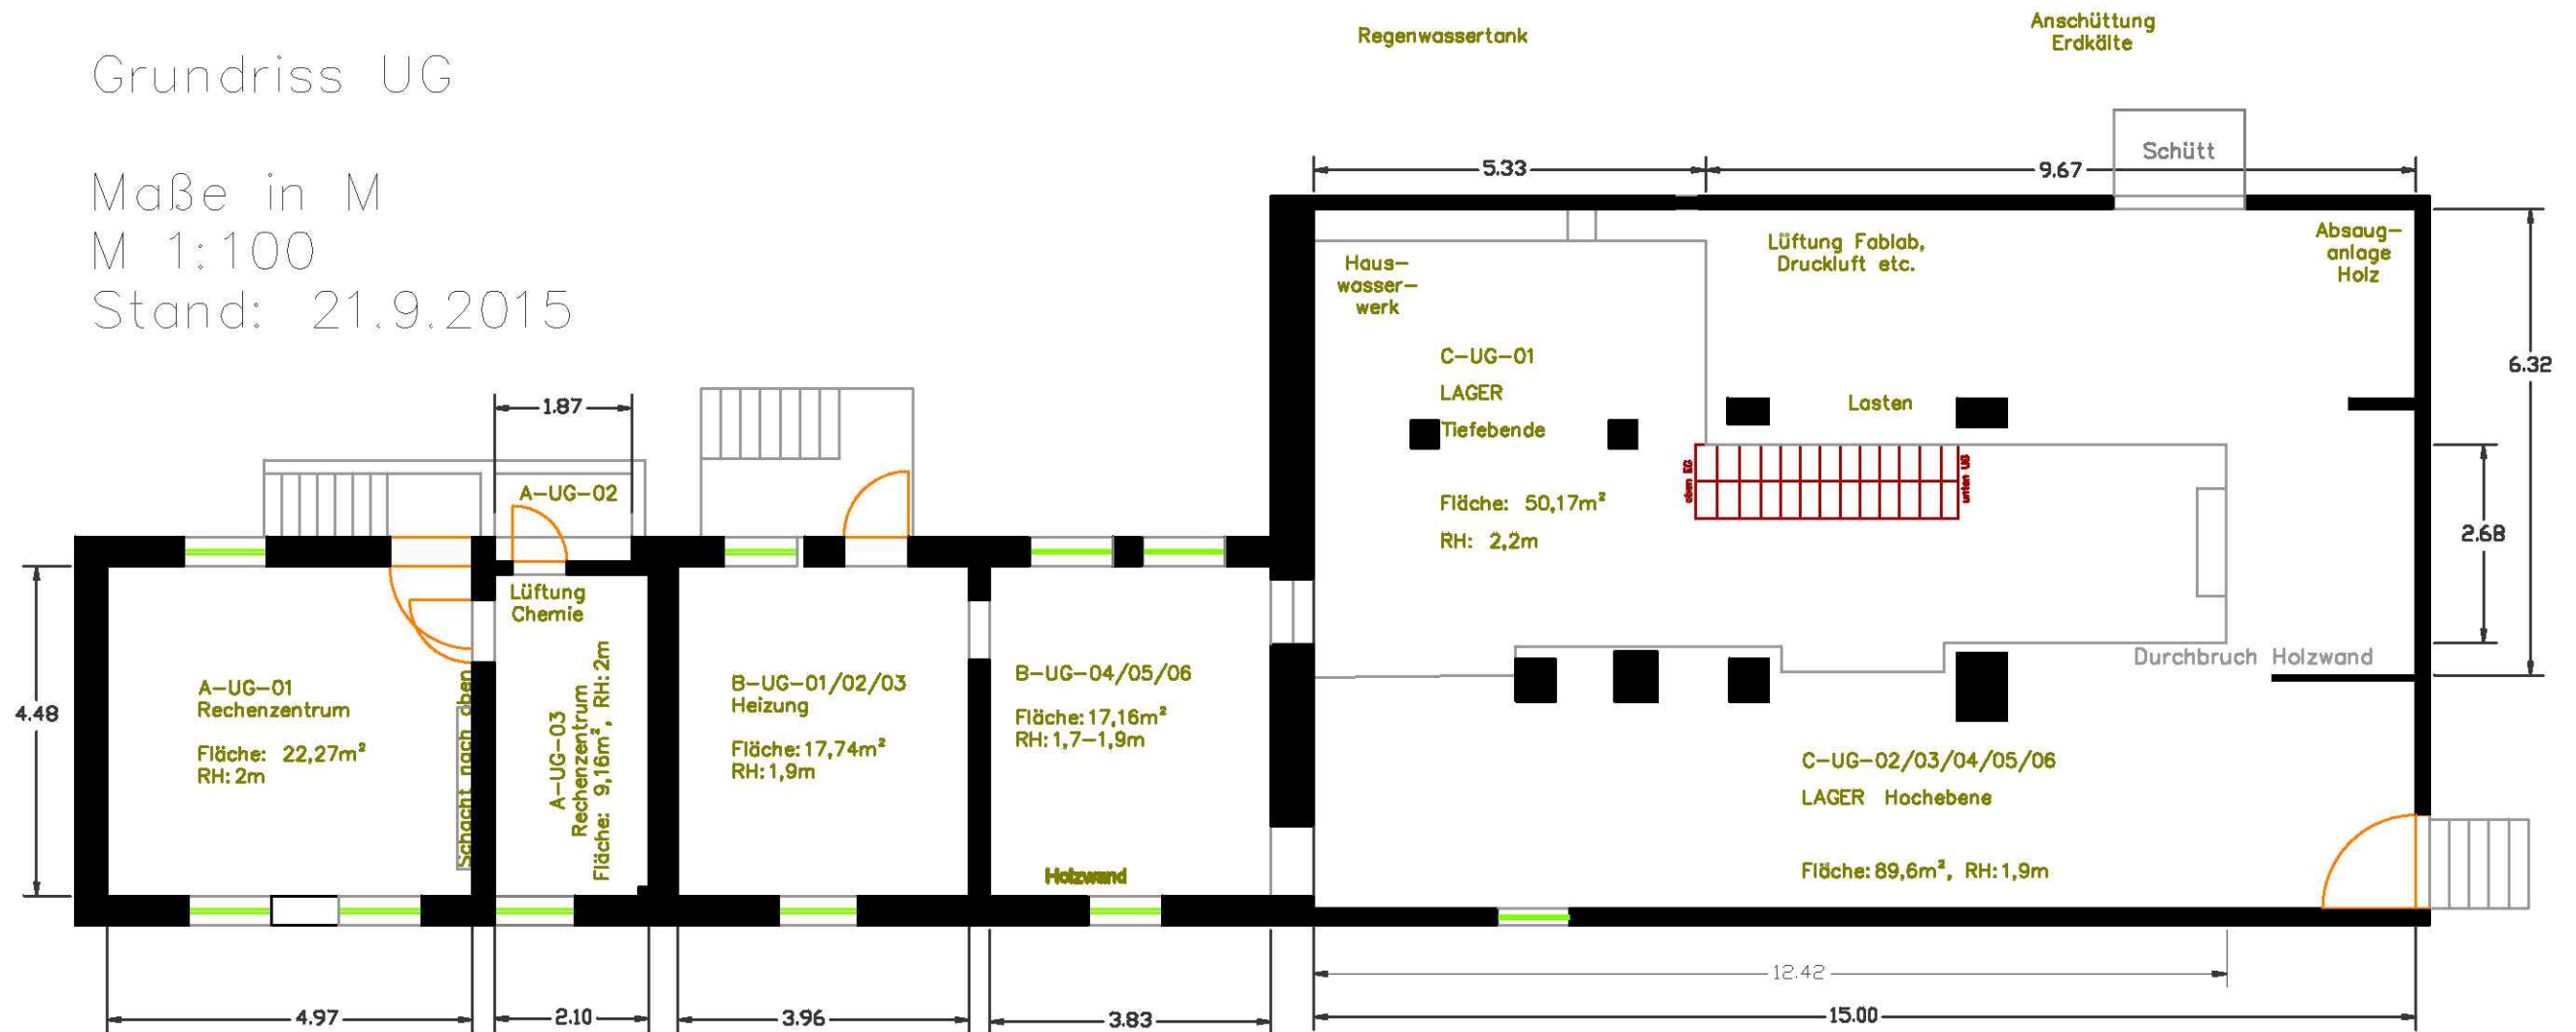 Grundriss UG
Maße in M
M 1:100
Stand: 21.9.2015
Regenwassertank
Anschüttung
Erdkälte
Schütt
5.33
9.67
Haus-
wasser-
werk
Lüftung Fablab,
Druckluft etc.
Absaug-
anlage
Holz
6.32
C-UG-01
LAGER
Tiefebende
Fläche: 50,17m²
RH: 2,2m
Lasten
oben EG
unten UG
2.68
Durchbruch Holzwand
1.87
A-UG-02
Lüftung
Chemie
4.48
A-UG-01
Rechenzentrum
Fläche: 22,27m²
RH: 2m
Schacht nach oben
A-UG-03
Rechenzentrum
Fläche: 9,16m², RH: 2m
B-UG-01/02/03
Heizung
Fläche: 17,74m²
RH: 1,9m
B-UG-04/05/06
Fläche: 17,16m²
RH: 1,7-1,9m
Holzwand
C-UG-02/03/04/05/06
LAGER Hochebene
Fläche: 89,6m², RH: 1,9m
12.42
4.97
2.10
3.96
3.83
15.00